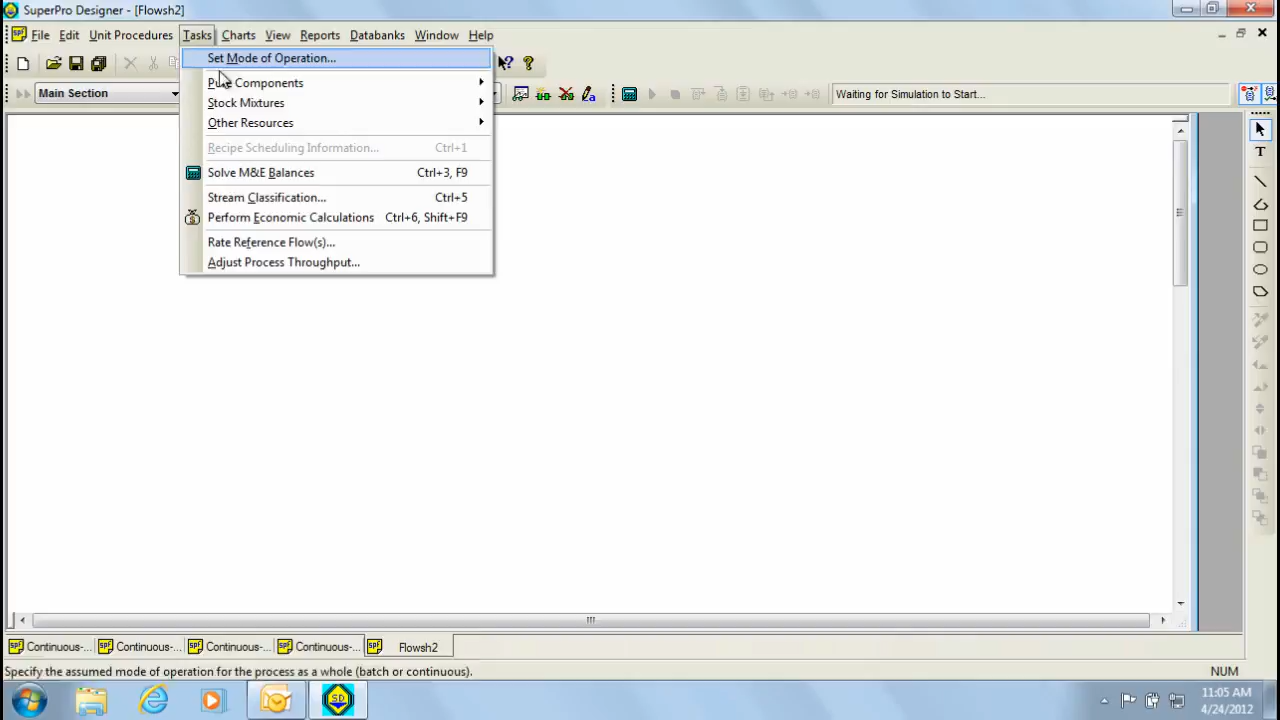 SuperPro Designer - [Flowsh2]
File Edit Unit Procedures Tasks Charts View Reports Databanks Window Help
Set Mode of Operation...
Main Section
Waiting for Simulation to Start...
Pure Components
Stock Mixtures
Other Resources
Recipe Scheduling Information... Ctrl+1
Solve M&E Balances Ctrl+3, F9
Stream Classification... Ctrl+5
Perform Economic Calculations Ctrl+6, Shift+F9
Rate Reference Flow(s)...
Adjust Process Throughput...
Continuous-... Continuous-... Continuous-... Continuous-... Flowsh2
Specify the assumed mode of operation for the process as a whole (batch or continuous). NUM
11:05 AM
4/24/2012